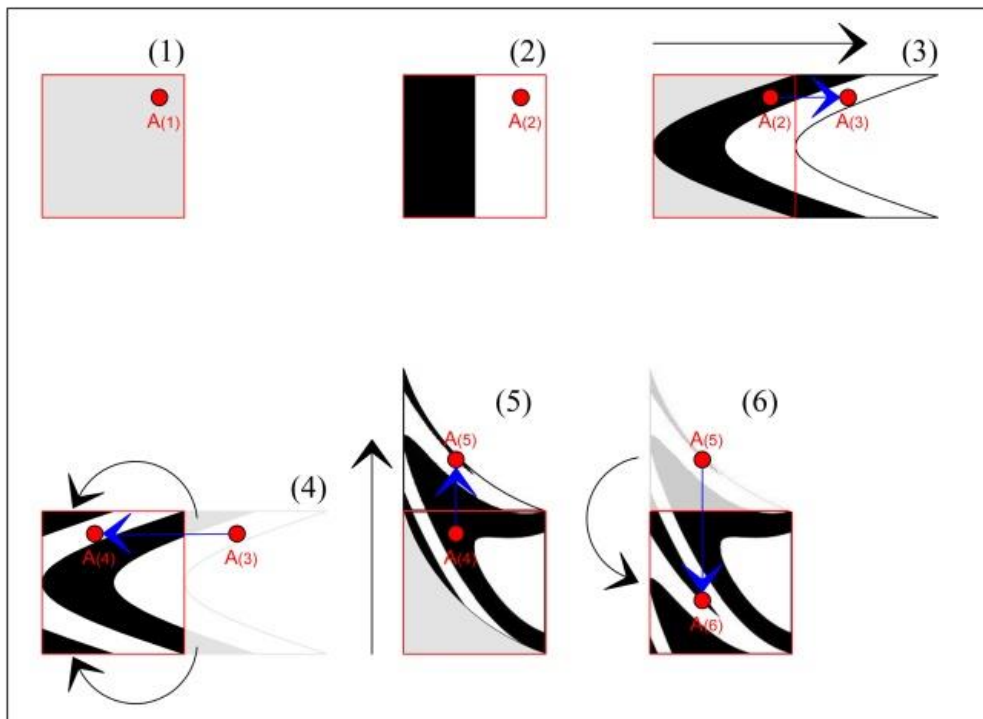 (1)
A(1)
(2)
A(2)
(3)
A(2)
A(3)
(4)
A(4)
A(3)
(5)
A(5)
A(4)
(6)
A(5)
A(6)